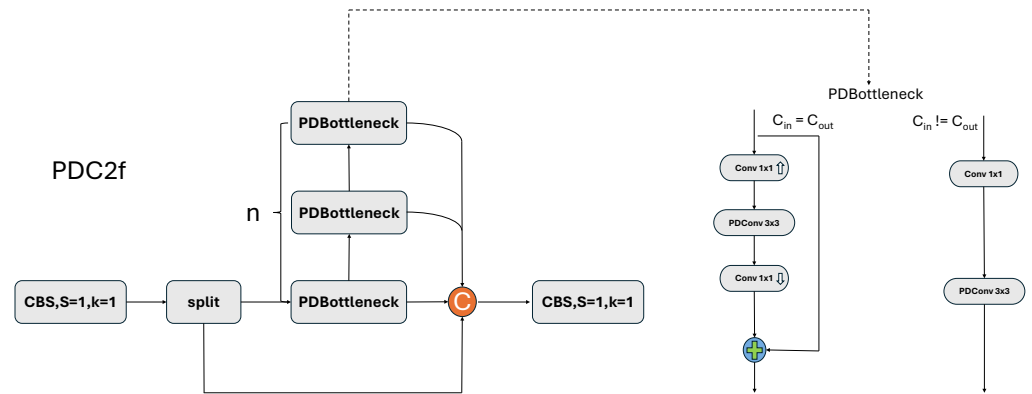 PDBottleneck
C_in = C_out
C_in != C_out
PDBottleneck
PDC2f
Conv 1x1
Conv 1x1
n
PDBottleneck
PDConv 3x3
Conv 1x1
CBS,S=1,k=1
split
PDBottleneck
C
CBS,S=1,k=1
PDConv 3x3